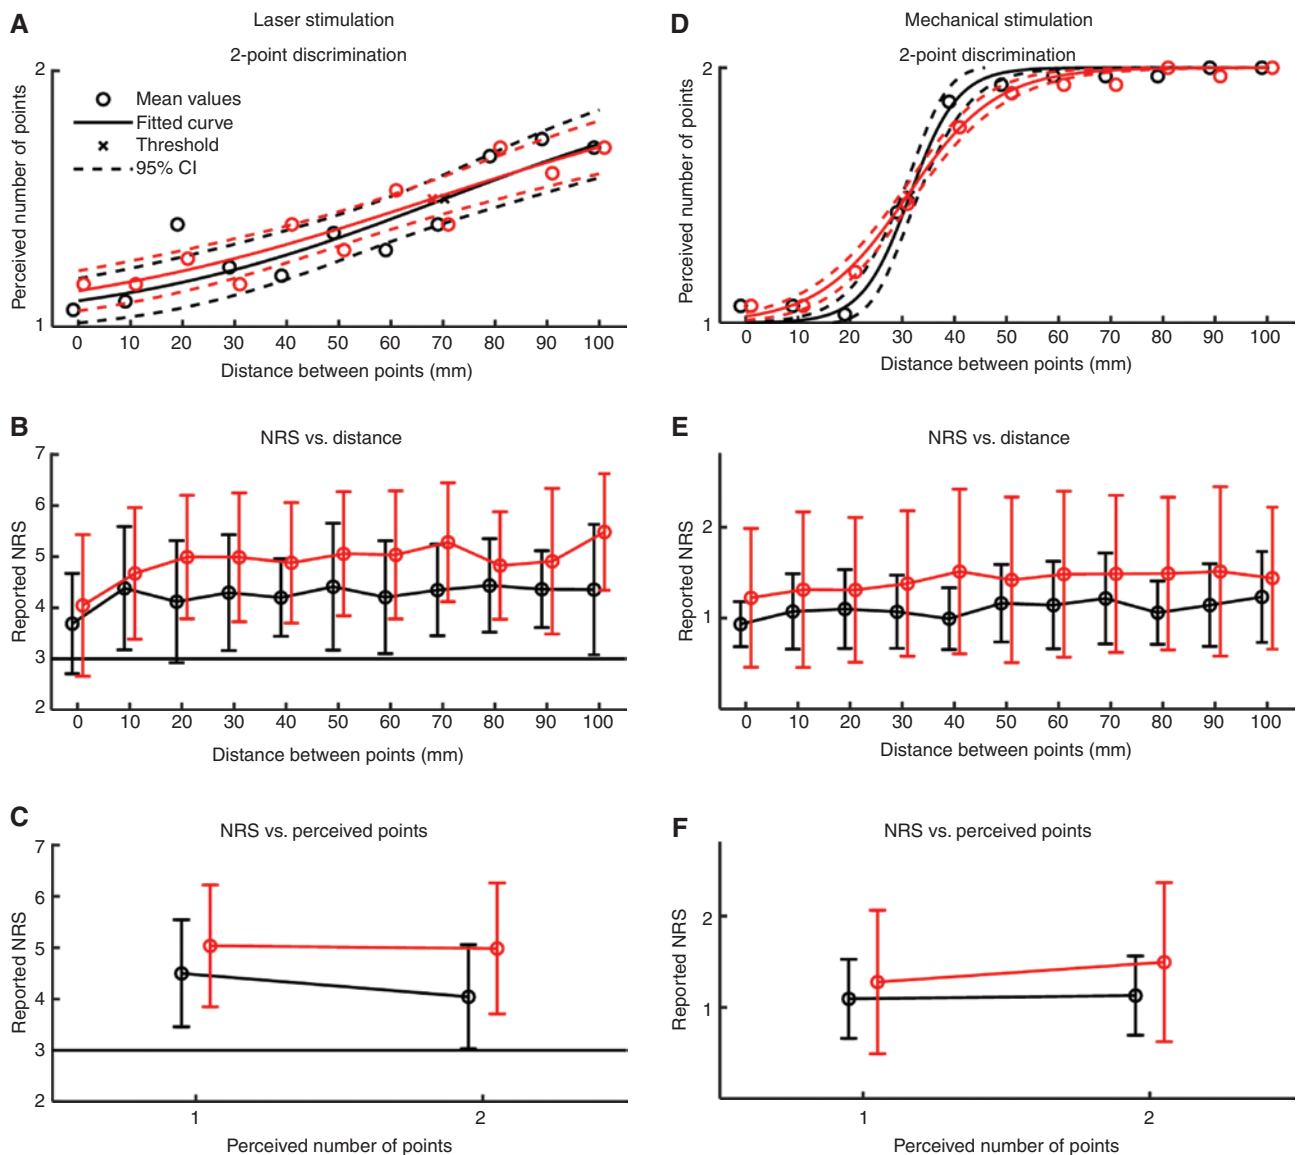 A
Laser stimulation
2-point discrimination
2
Mean values
Fitted curve
Threshold
95% CI
1
Perceived number of points
0 10 20 30 40 50 60 70 80 90 100
Distance between points (mm)
B
NRS vs. distance
7
6
5
4
3
2
Reported NRS
0 10 20 30 40 50 60 70 80 90 100
Distance between points (mm)
C
NRS vs. perceived points
7
6
5
4
3
2
Reported NRS
1 2
Perceived number of points
D
Mechanical stimulation
2-point discrimination
2
1
Perceived number of points
0 10 20 30 40 50 60 70 80 90 100
Distance between points (mm)
E
NRS vs. distance
2
1
Reported NRS
0 10 20 30 40 50 60 70 80 90 100
Distance between points (mm)
F
NRS vs. perceived points
2
1
Reported NRS
1 2
Perceived number of points